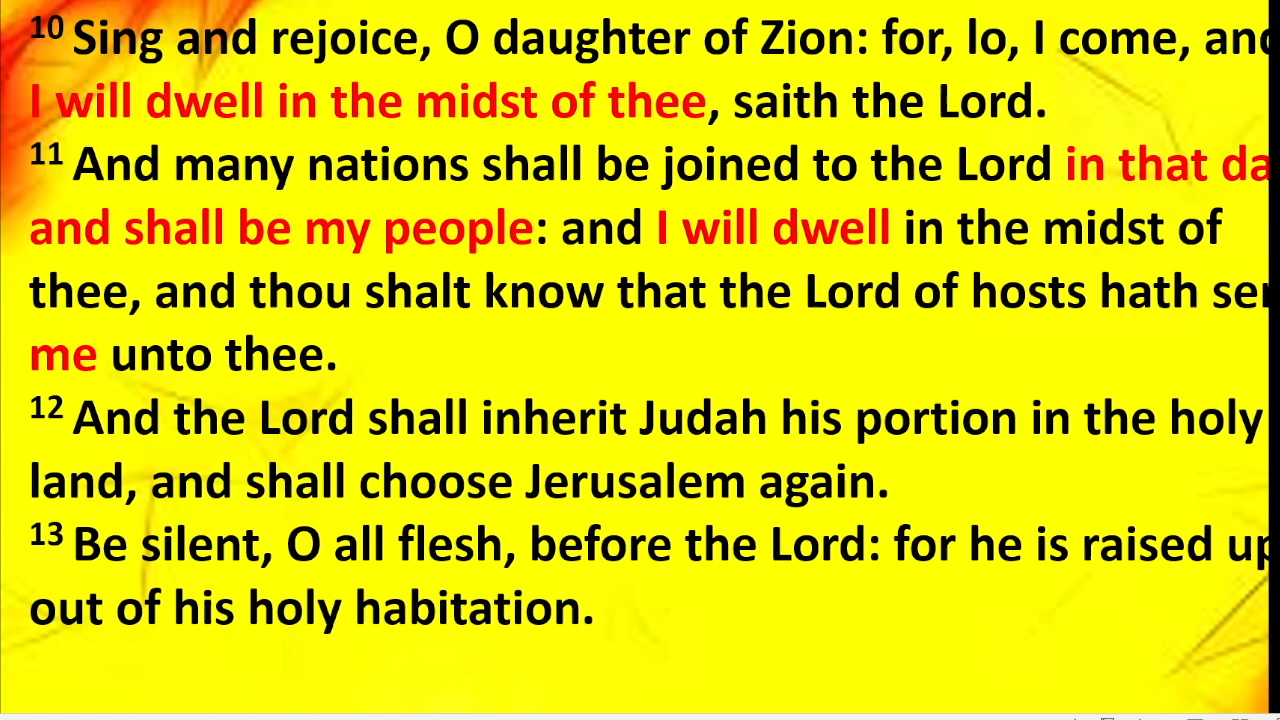 10 Sing and rejoice, O daughter of Zion: for, lo, I come, and
I will dwell in the midst of thee, saith the Lord.
11 And many nations shall be joined to the Lord in that da
and shall be my people: and I will dwell in the midst of
thee, and thou shalt know that the Lord of hosts hath sen
me unto thee.
12 And the Lord shall inherit Judah his portion in the holy
land, and shall choose Jerusalem again.
13 Be silent, O all flesh, before the Lord: for he is raised up
out of his holy habitation.